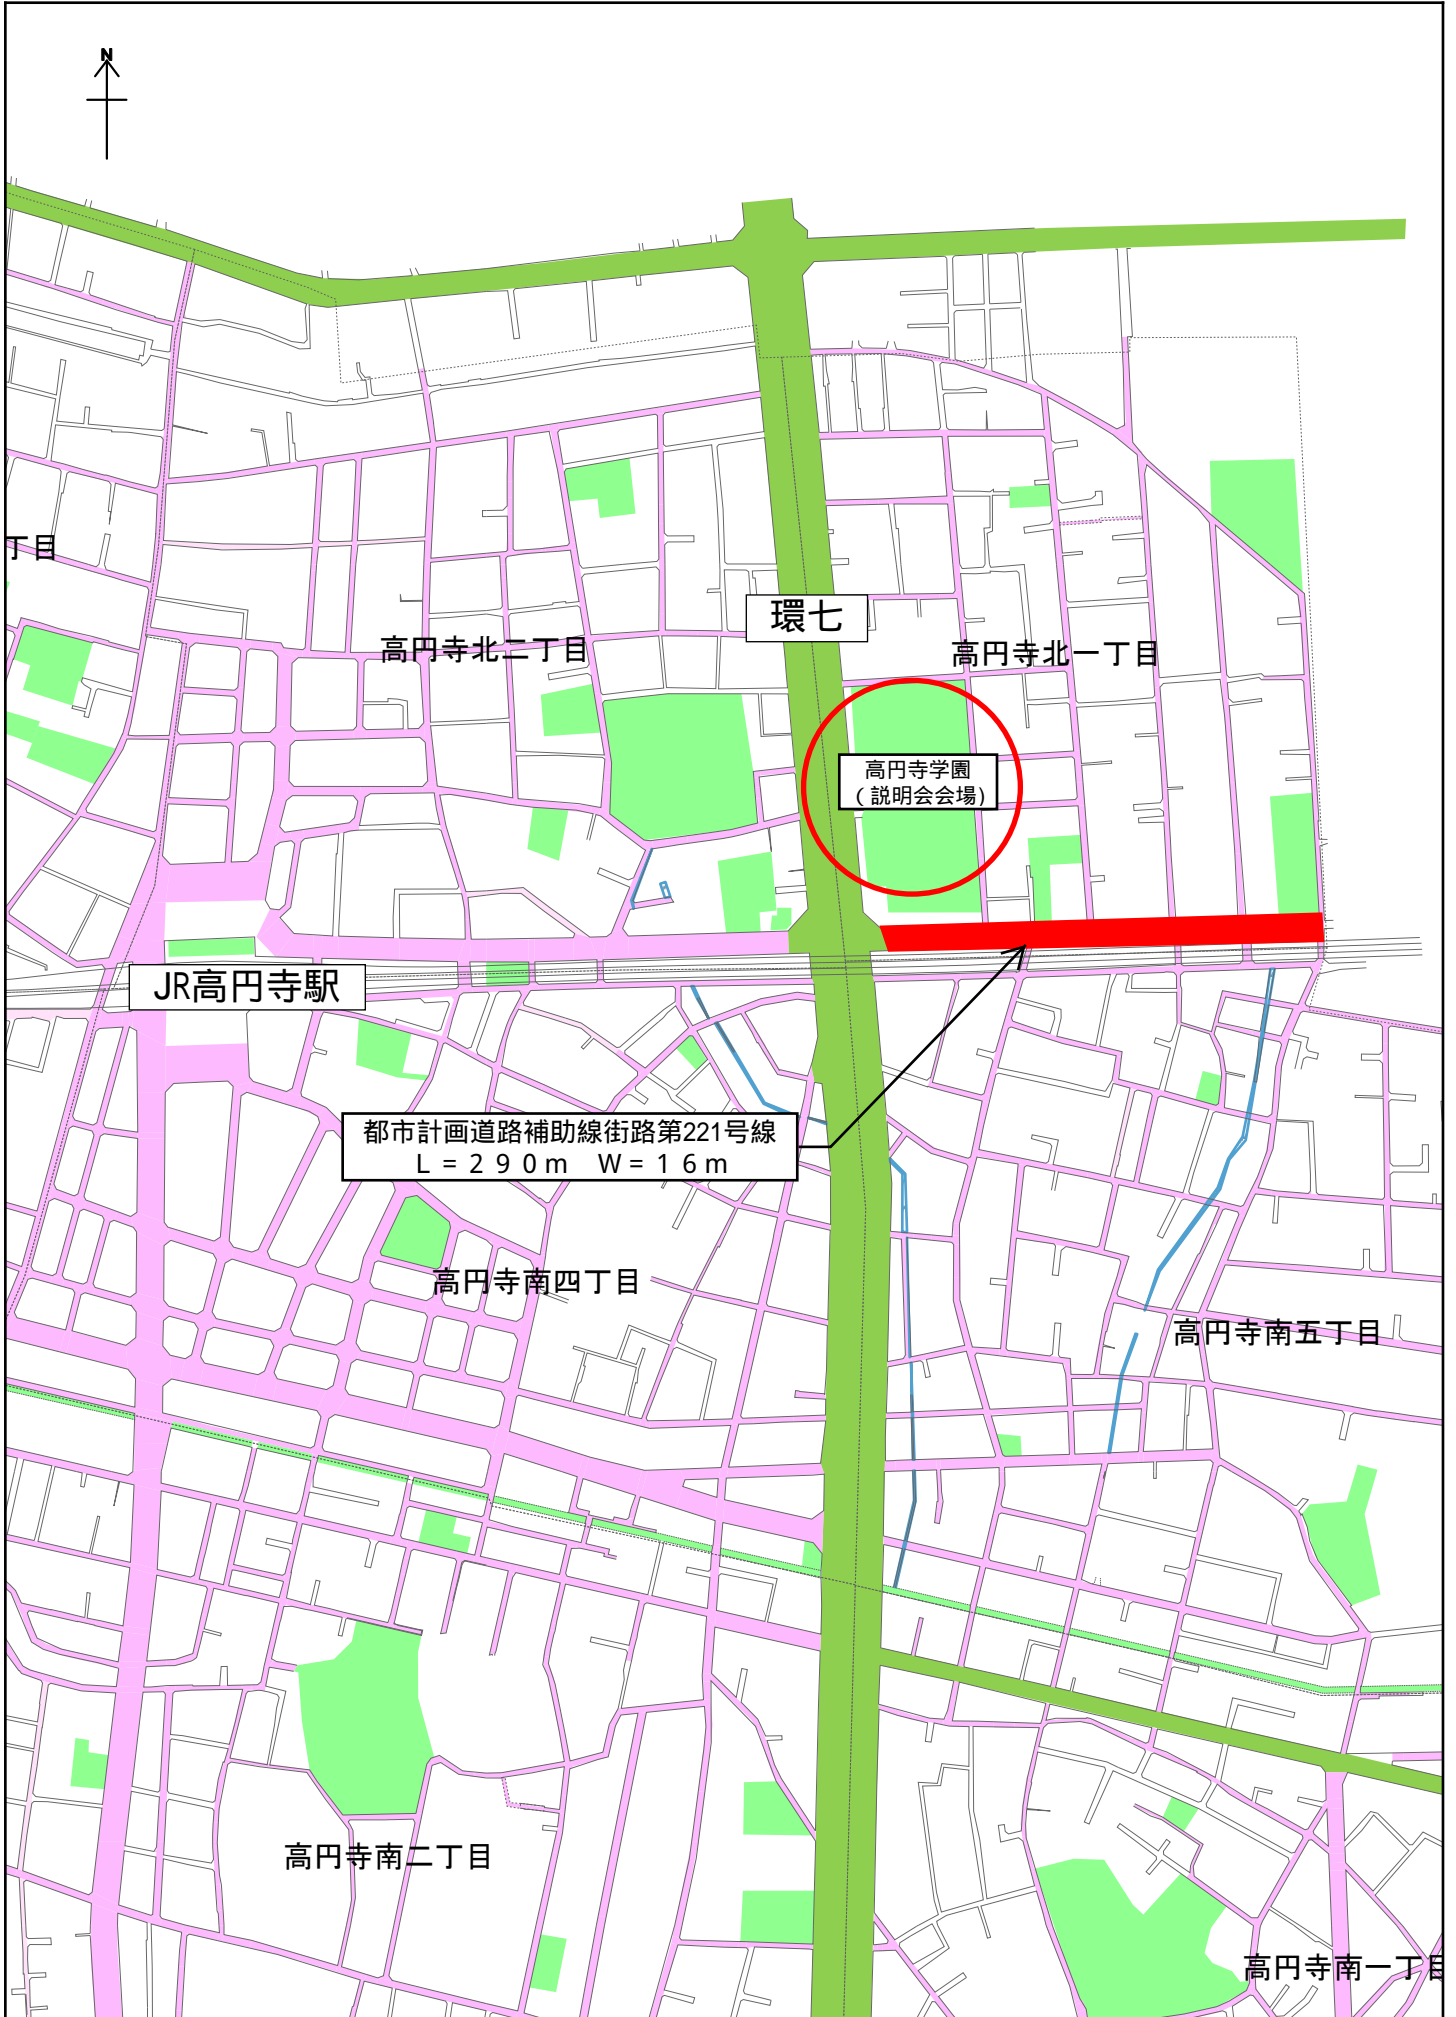 N
丁目
環七
高円寺北二丁目
高円寺北一丁目
高円寺学園
（説明会会場）
JR高円寺駅
都市計画道路補助線街路第221号線
Ｌ＝２９０ｍ　Ｗ＝１６ｍ
高円寺南四丁目
高円寺南五丁目
高円寺南二丁目
高円寺南一丁目